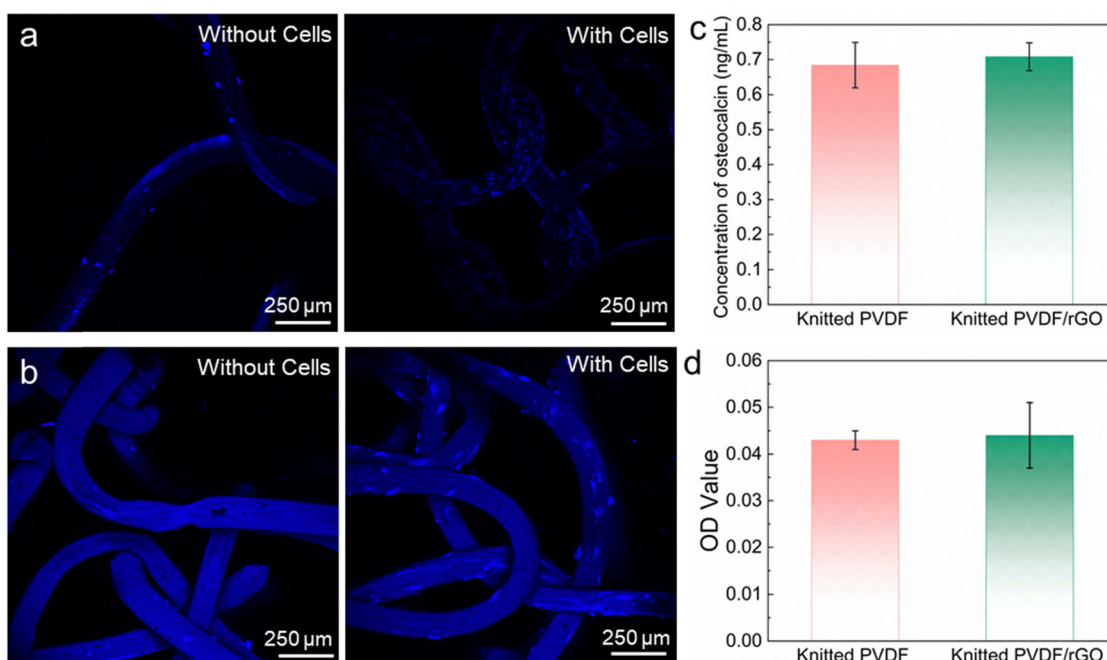 a
Without Cells
250 µm
With Cells
250 µm
b
Without Cells
250 µm
With Cells
250 µm
c
Concentration of osteocalcin (ng/mL)
0.8
0.7
0.6
0.5
0.4
0.3
0.2
0.1
0.0
Knitted PVDF
Knitted PVDF/rGO
d
OD Value
0.06
0.05
0.04
0.03
0.02
0.01
0.00
Knitted PVDF
Knitted PVDF/rGO